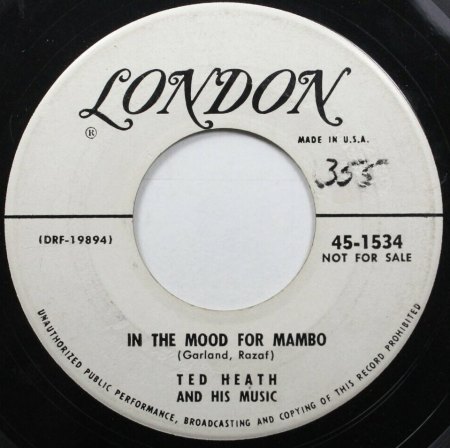 LONDON
®
MADE IN U.S.A.
355
(DRF-19894)
45-1534
NOT FOR SALE
IN THE MOOD FOR MAMBO
(Garland, Razaf)
TED HEATH
AND HIS MUSIC
UNAUTHORIZED PUBLIC PERFORMANCE, BROADCASTING AND COPYING OF THIS RECORD PROHIBITED